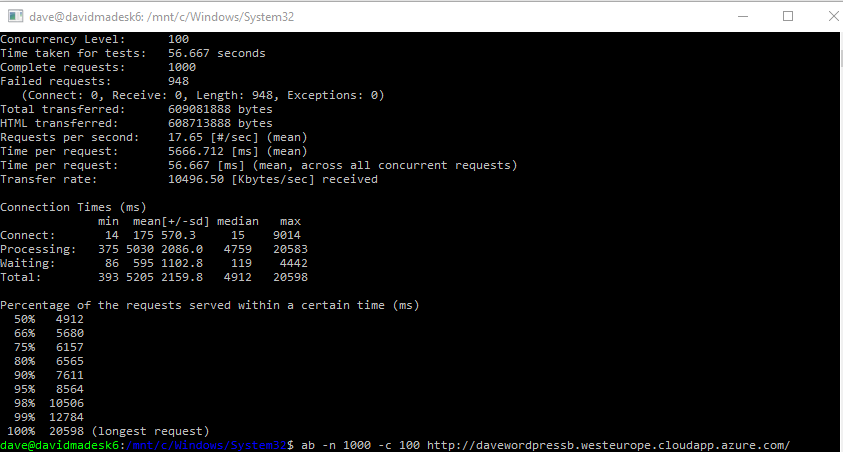 dave@davidmadesk6: /mnt/c/Windows/System32
Concurrency Level:      100
Time taken for tests:   56.667 seconds
Complete requests:      1000
Failed requests:        948
   (Connect: 0, Receive: 0, Length: 948, Exceptions: 0)
Total transferred:      609081888 bytes
HTML transferred:       608713888 bytes
Requests per second:    17.65 [#/sec] (mean)
Time per request:       5666.712 [ms] (mean)
Time per request:       56.667 [ms] (mean, across all concurrent requests)
Transfer rate:          10496.50 [Kbytes/sec] received

Connection Times (ms)
              min  mean[+/-sd] median   max
Connect:       14  175 570.3     15    9014
Processing:   375 5030 2086.0   4759   20583
Waiting:       86  595 1102.8    119    4442
Total:        393 5205 2159.8   4912   20598

Percentage of the requests served within a certain time (ms)
  50%   4912
  66%   5680
  75%   6157
  80%   6565
  90%   7611
  95%   8564
  98%  10506
  99%  12784
 100%  20598 (longest request)
dave@davidmadesk6:/mnt/c/Windows/System32$ ab -n 1000 -c 100 http://davewordpressb.westeurope.cloudapp.azure.com/